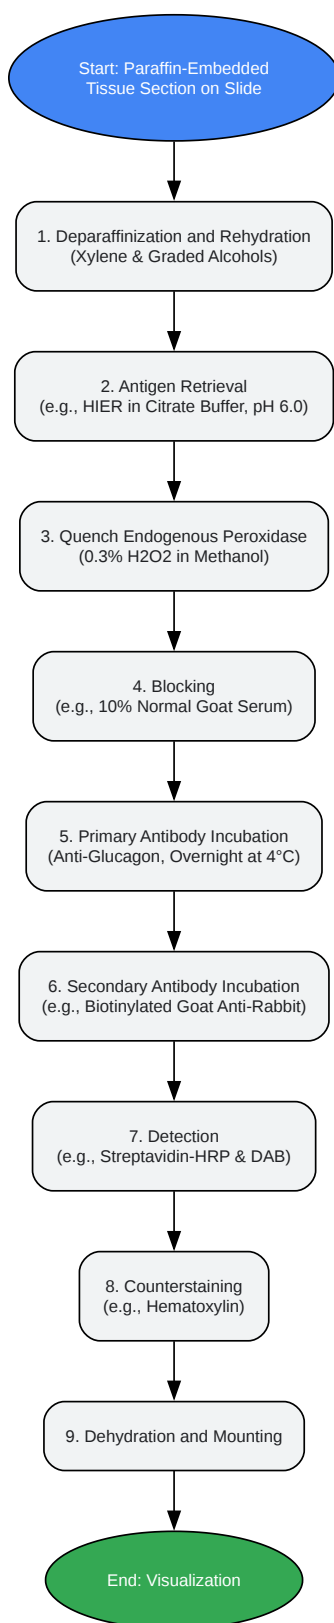 Start: Paraffin-Embedded
Tissue Section on Slide
1. Deparaffinization and Rehydration
(Xylene & Graded Alcohols)
2. Antigen Retrieval
(e.g., HIER in Citrate Buffer, pH 6.0)
3. Quench Endogenous Peroxidase
(0.3% H2O2 in Methanol)
4. Blocking
(e.g., 10% Normal Goat Serum)
5. Primary Antibody Incubation
(Anti-Glucagon, Overnight at 4°C)
6. Secondary Antibody Incubation
(e.g., Biotinylated Goat Anti-Rabbit)
7. Detection
(e.g., Streptavidin-HRP & DAB)
8. Counterstaining
(e.g., Hematoxylin)
9. Dehydration and Mounting
End: Visualization